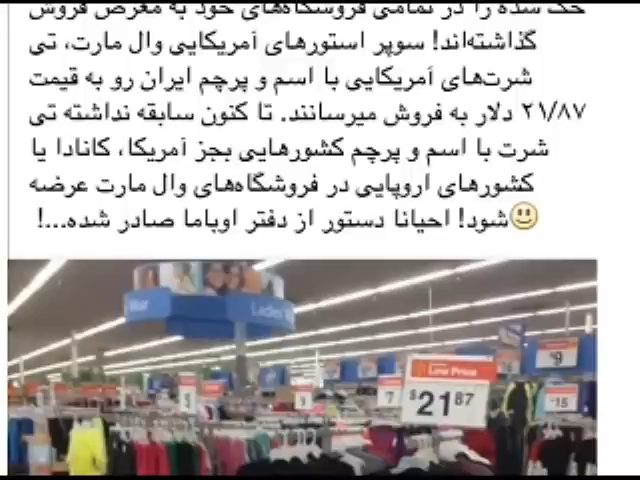 حک شده را در تمامی فروشگاه‌های خود به معرض فروش
گذاشته‌اند! سوپر استورهای آمریکایی وال مارت، تی
شرت‌های آمریکایی با اسم و پرچم ایران رو به قیمت
۲۱/۸۷ دلار به فروش میرسانند. تا کنون سابقه نداشته تی
شرت با اسم و پرچم کشورهایی بجز آمریکا، کانادا یا
کشورهای اروپایی در فروشگاه‌های وال مارت عرضه
شود! احیانا دستور از دفتر اوباما صادر شده...!
Wear
Ladies
Low Price
$21 87
$9
$15
7